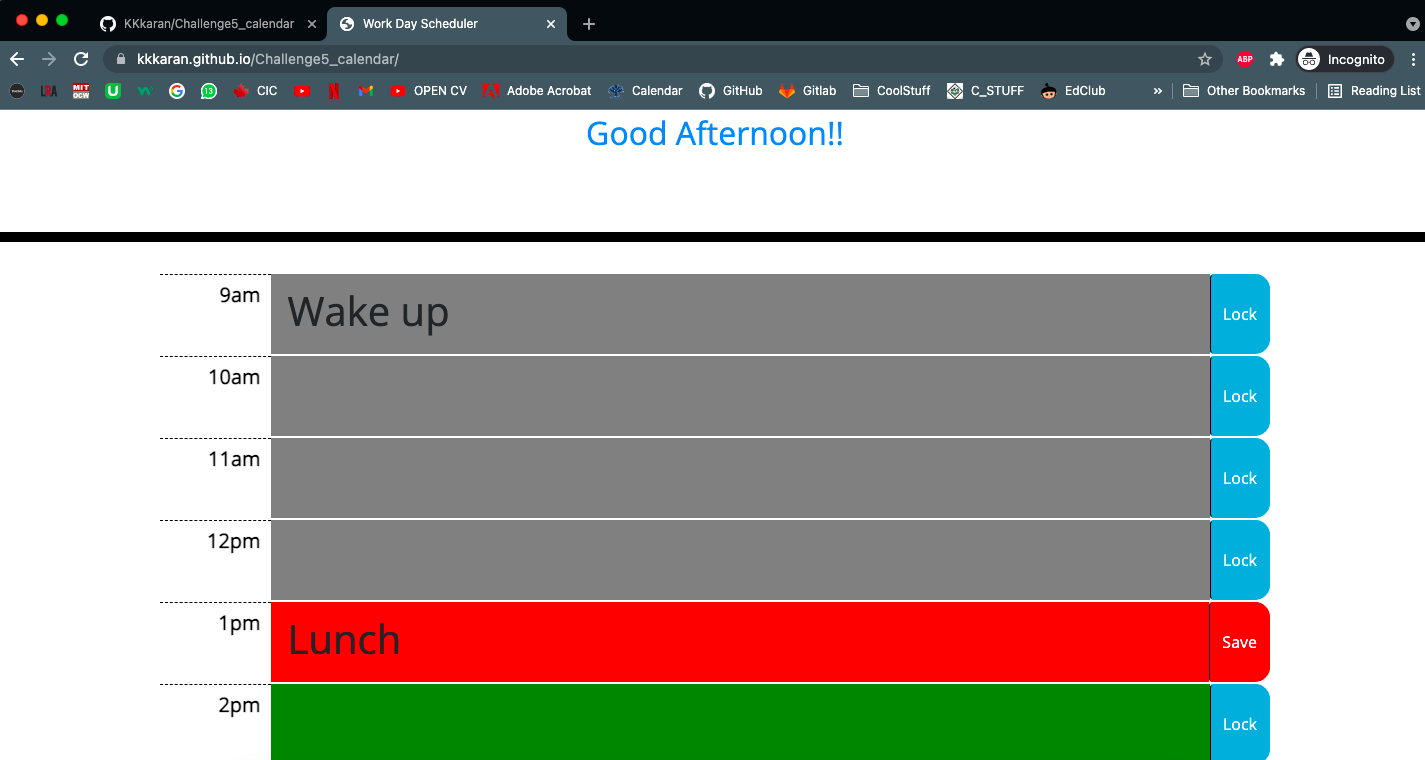 KKkaran/Challenge5_calendar
Work Day Scheduler
kkkaran.github.io/Challenge5_calendar/
ABP
Incognito
LRA MIT OCW U 13 CIC OPEN CV Adobe Acrobat Calendar GitHub Gitlab CoolStuff C_STUFF EdClub » Other Bookmarks Reading List
Good Afternoon!!
9am Wake up Lock
10am Lock
11am Lock
12pm Lock
1pm Lunch Save
2pm Lock